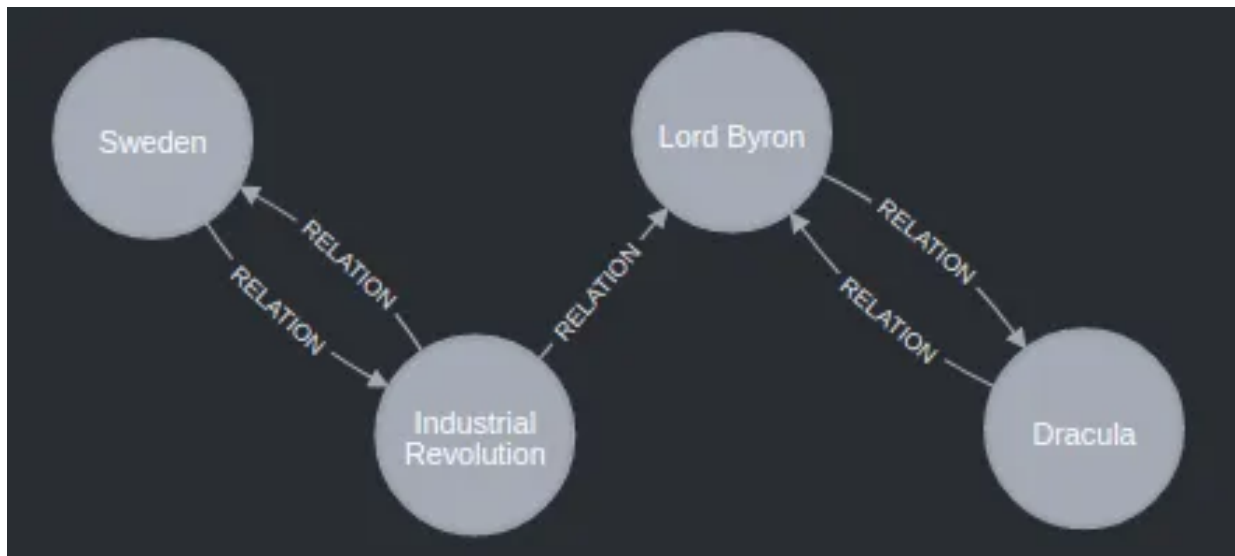 Sweden
Lord Byron
RELATION
RELATION
RELATION
RELATION
RELATION
Industrial
Revolution
Dracula